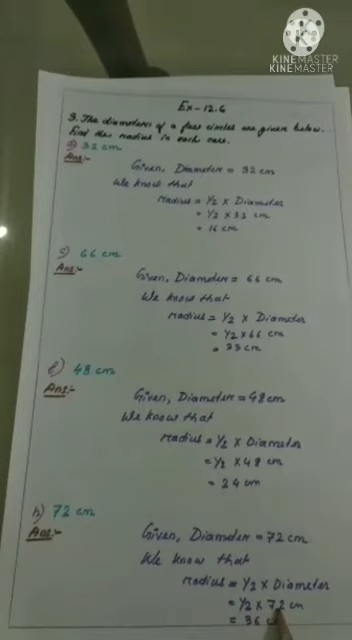 KINEMASTER
KINEMASTER
Ex-12.6
3. The diameters of a few circles are given below.
Find the radius in each case.
a) 32 cm
Ans:-
Given, Diameter = 32 cm
We know that
radius = 1/2 x Diameter
= 1/2 x 32 cm
= 16 cm
c) 66 cm
Ans:-
Given, Diameter = 66 cm
We know that
radius = 1/2 x Diameter
= 1/2 x 66 cm
= 33 cm
f) 48 cm
Ans:-
Given, Diameter = 48 cm
We know that
radius = 1/2 x Diameter
= 1/2 x 48 cm
= 24 cm
h) 72 cm
Ans:-
Given, Diameter = 72 cm
We know that
radius = 1/2 x Diameter
= 1/2 x 72 cm
= 36